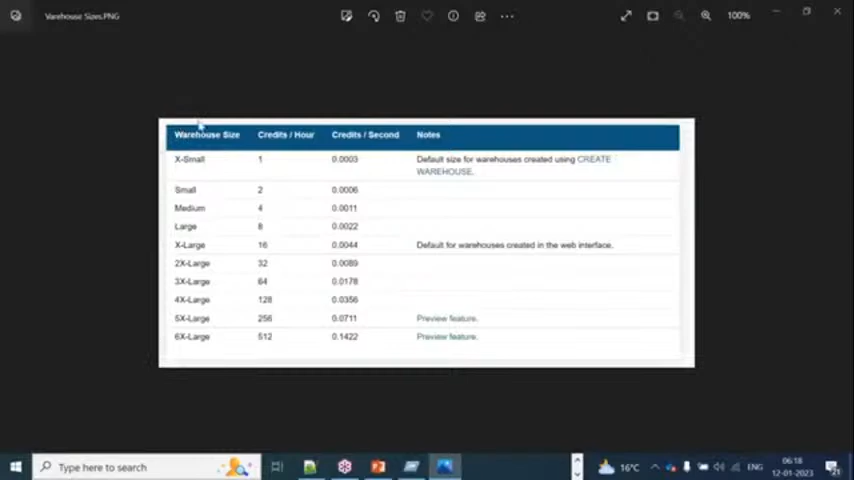 Varehouse Sizes.PNG
100%
Warehouse Size Credits / Hour Credits / Second Notes
X-Small 1 0.0003 Default size for warehouses created using CREATE
WAREHOUSE.
Small 2 0.0006
Medium 4 0.0011
Large 8 0.0022
X-Large 16 0.0044 Default for warehouses created in the web interface.
2X-Large 32 0.0089
3X-Large 64 0.0178
4X-Large 128 0.0356
5X-Large 256 0.0711 Preview feature.
6X-Large 512 0.1422 Preview feature.
Type here to search
16°C
ENG
06:18
12-01-2023
21